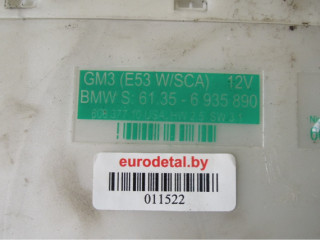 GM3 (E53 W/SCA) 12V
BMW S: 61.35 - 6 935 890
eurodetal.by
011522